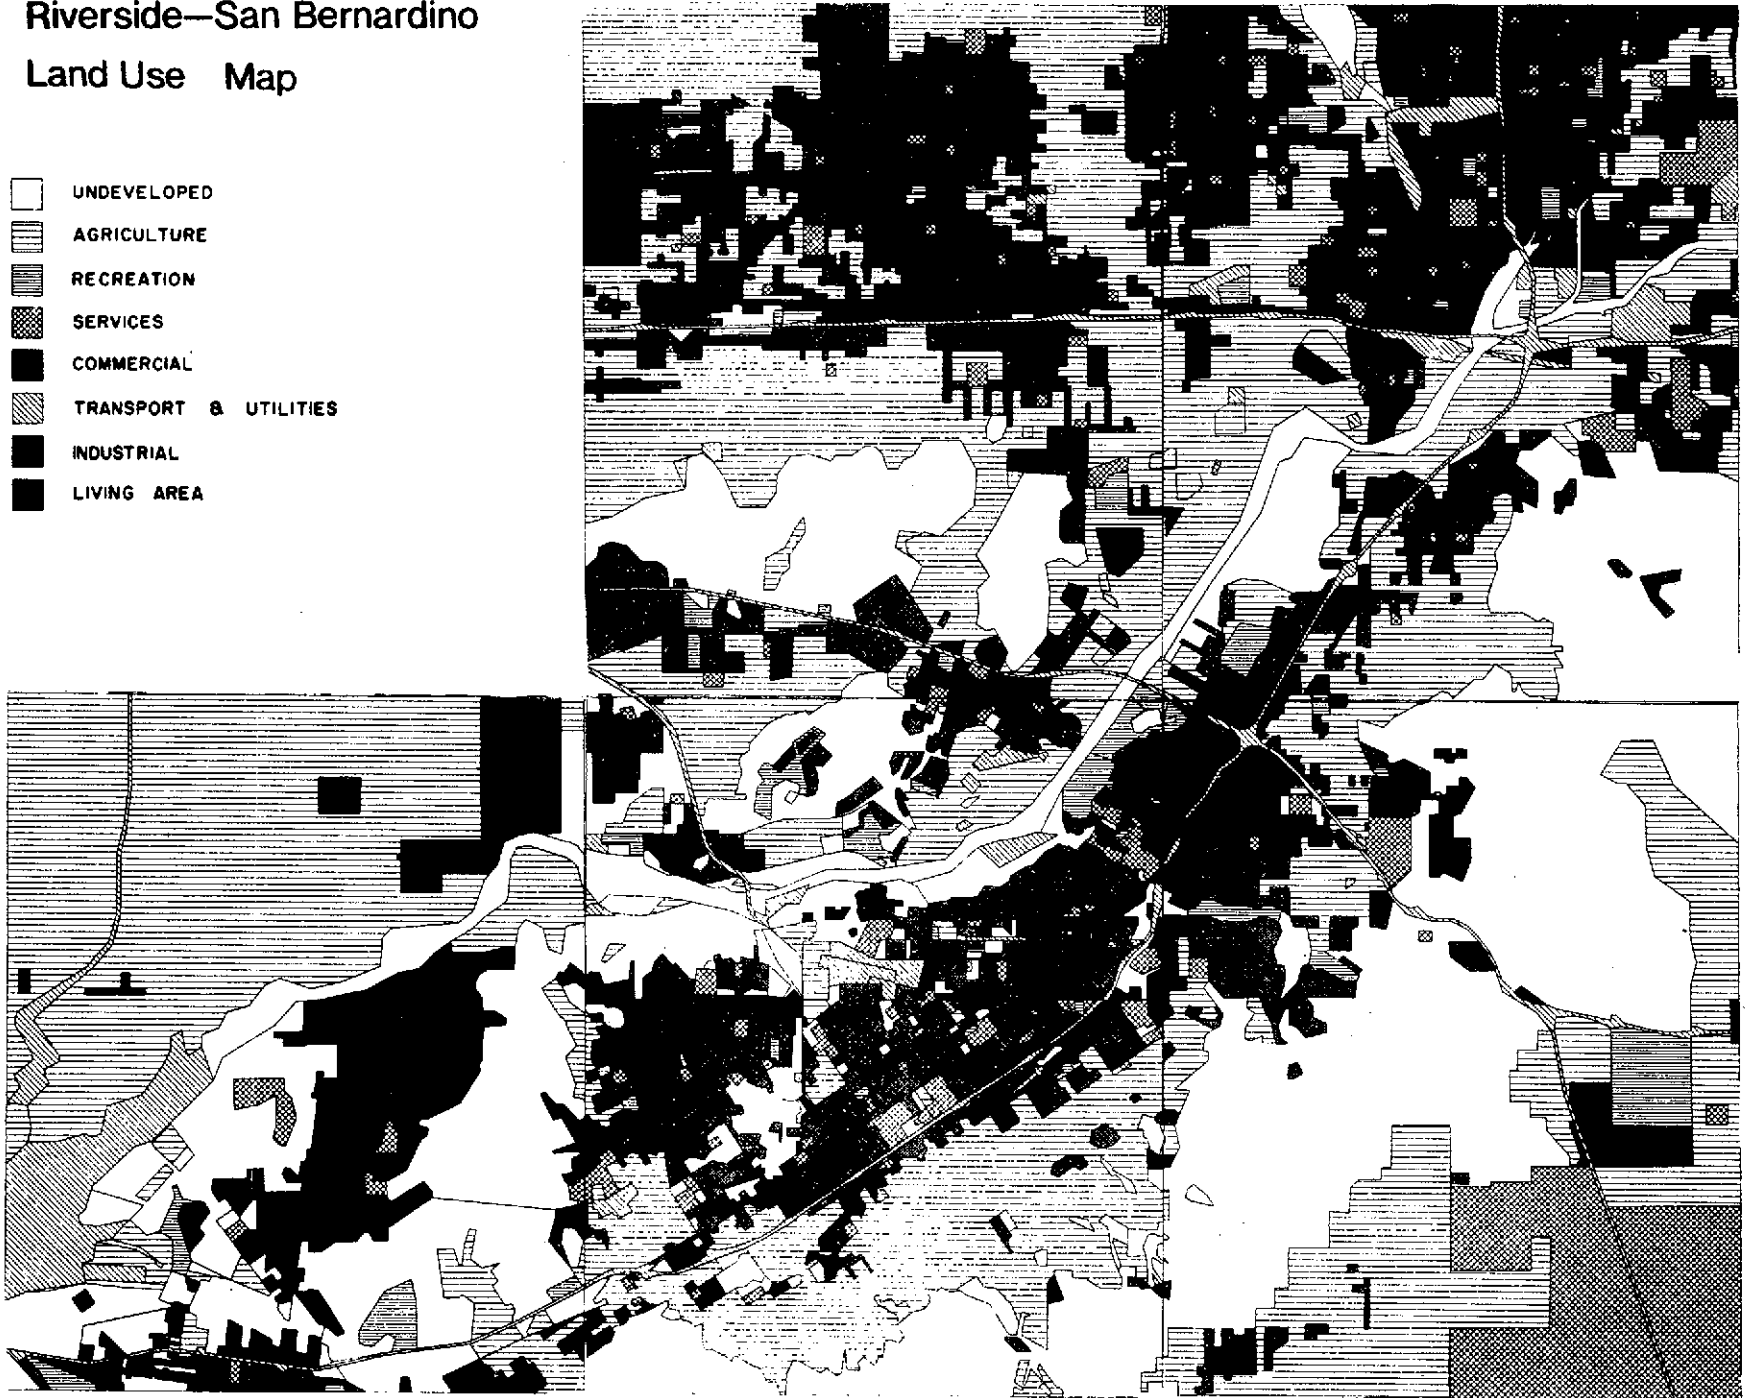 Riverside—San Bernardino
Land Use Map
UNDEVELOPED
AGRICULTURE
RECREATION
SERVICES
COMMERCIAL
TRANSPORT & UTILITIES
INDUSTRIAL
LIVING AREA